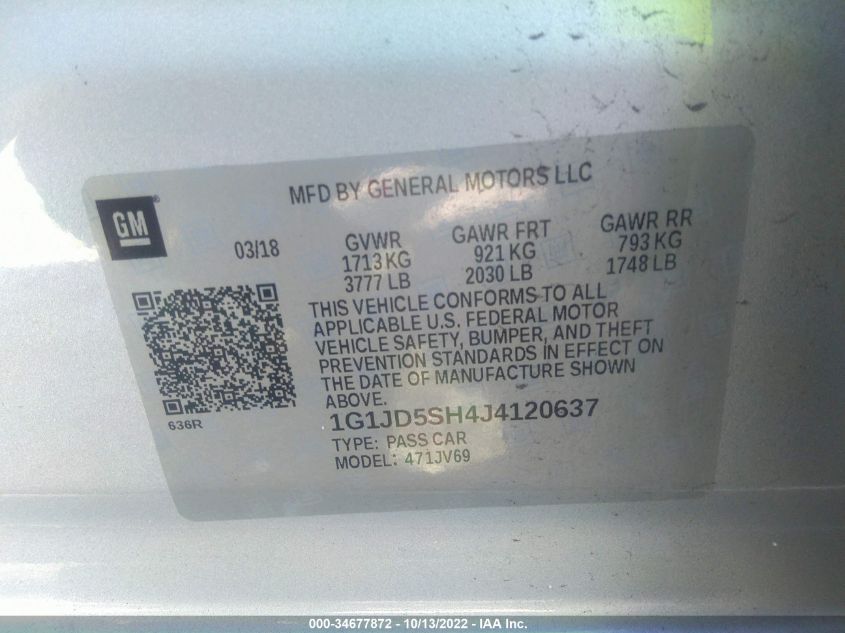 MFD BY GENERAL MOTORS LLC
GM®
03/18
GVWR GAWR FRT GAWR RR
1713 KG 921 KG 793 KG
3777 LB 2030 LB 1748 LB
THIS VEHICLE CONFORMS TO ALL
APPLICABLE U.S. FEDERAL MOTOR
VEHICLE SAFETY, BUMPER, AND THEFT
PREVENTION STANDARDS IN EFFECT ON
THE DATE OF MANUFACTURE SHOWN
ABOVE.
636R
1G1JD5SH4J4120637
TYPE: PASS CAR
MODEL: 471JV69
000-34677872 - 10/13/2022 - IAA Inc.